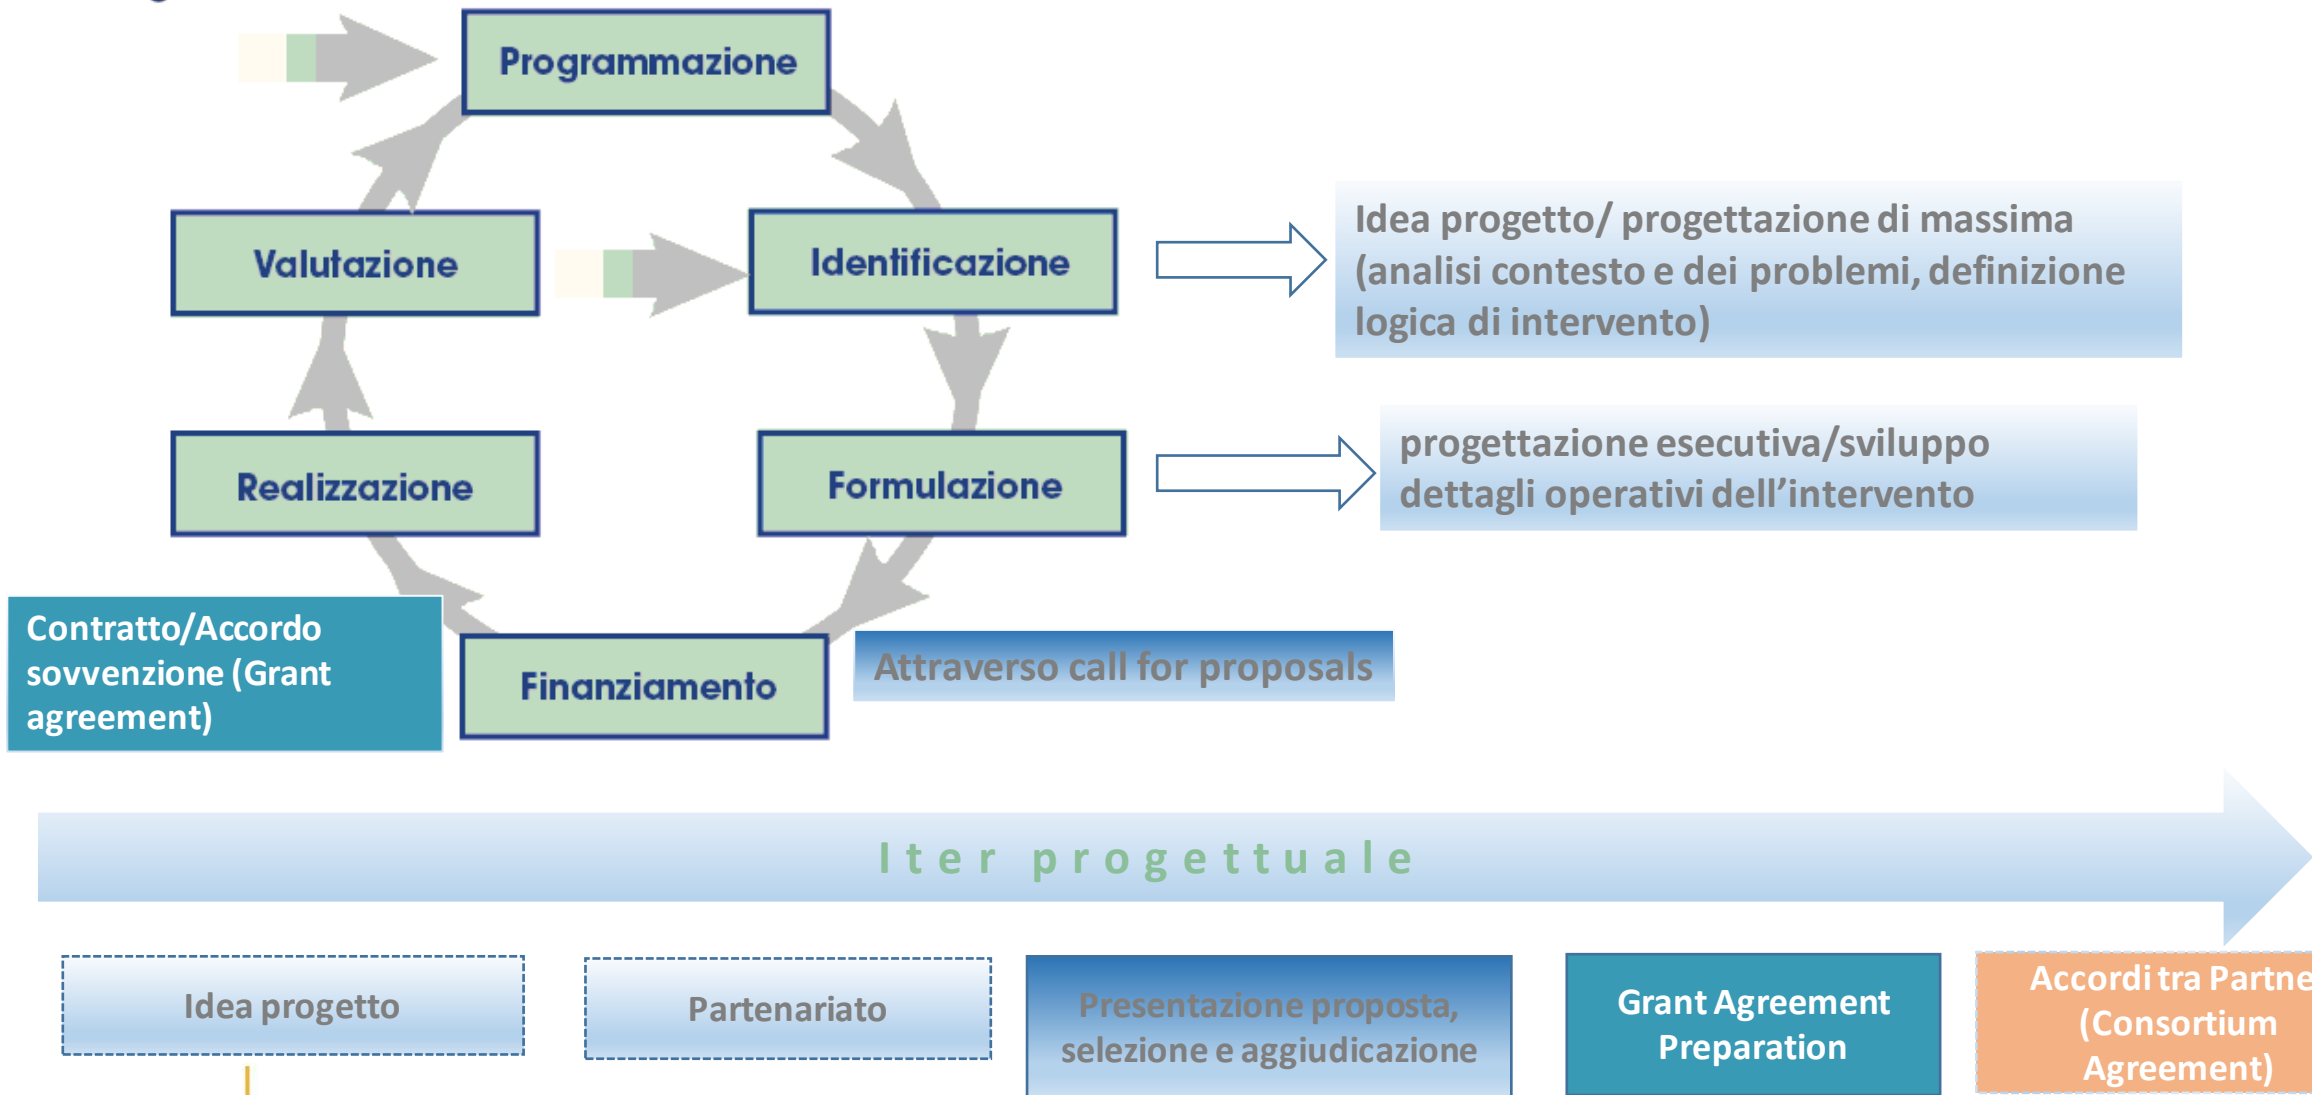 Programmazione
Valutazione
Identificazione
Idea progetto/ progettazione di massima
(analisi contesto e dei problemi, definizione
logica di intervento)
Realizzazione
Formulazione
progettazione esecutiva/sviluppo
dettagli operativi dell’intervento
Contratto/Accordo
sovvenzione (Grant
agreement)
Finanziamento
Attraverso call for proposals
Iter progettuale
Idea progetto
Partenariato
Presentazione proposta,
selezione e aggiudicazione
Grant Agreement
Preparation
Accordi tra Partne
(Consortium
Agreement)